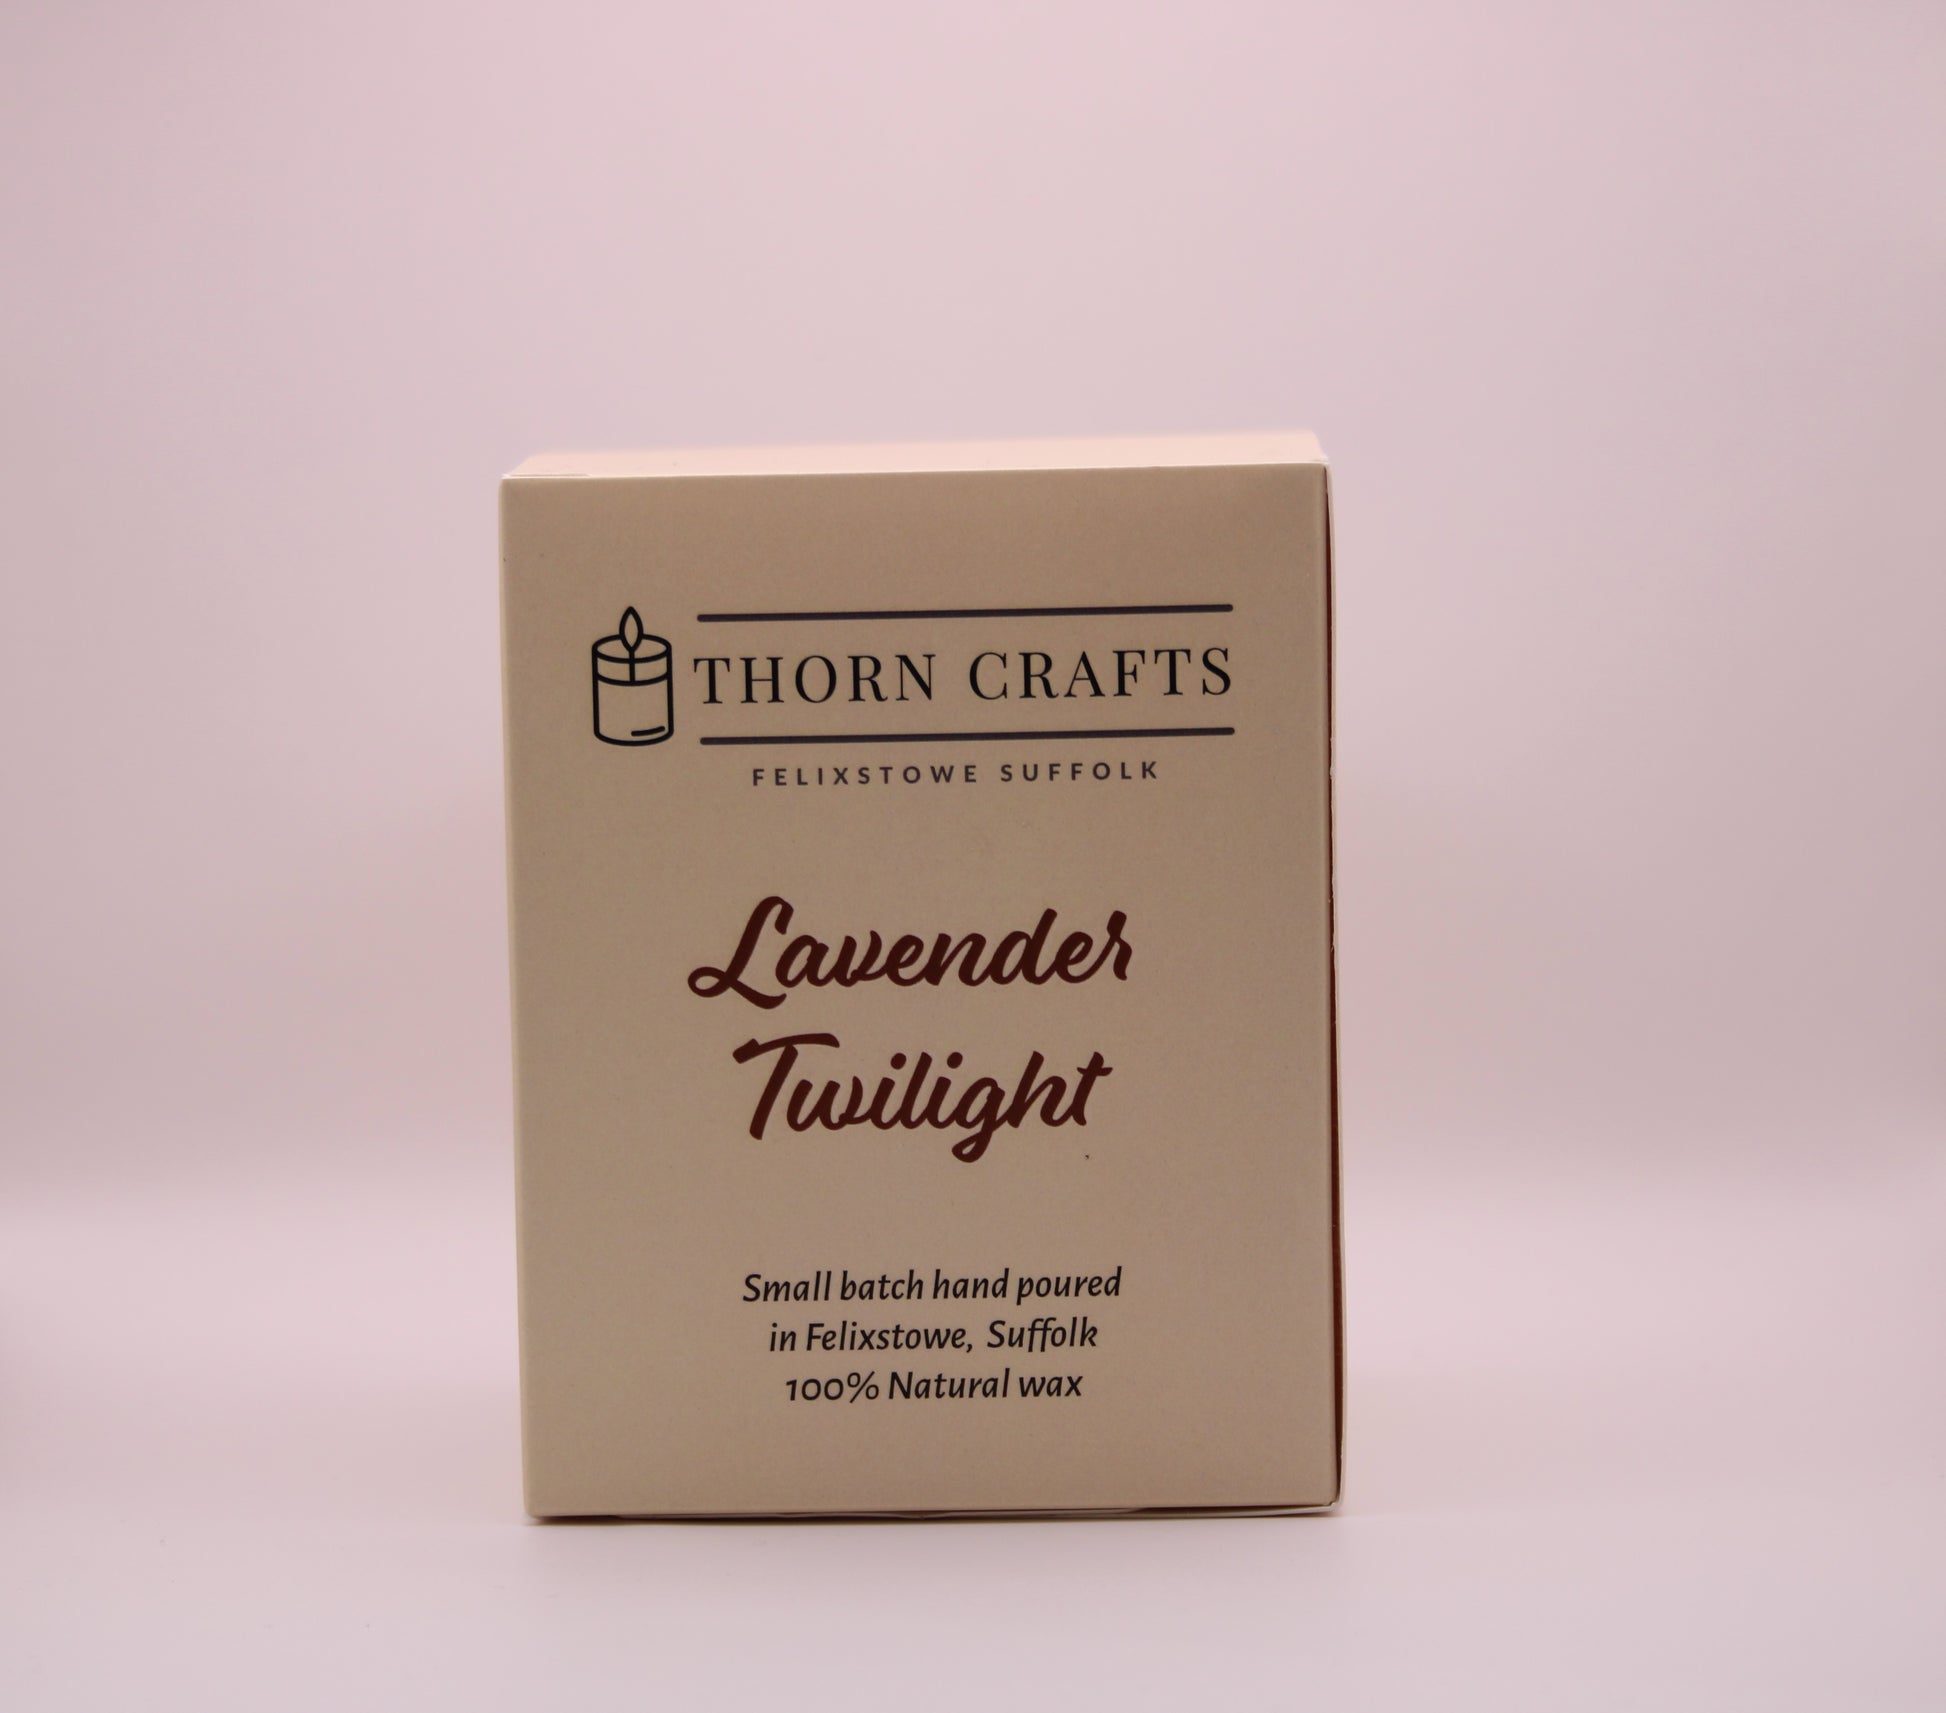 THORN CRAFTS
FELIXSTOWE SUFFOLK
Lavender
Twilight
Small batch hand poured
in Felixstowe, Suffolk
100% Natural wax